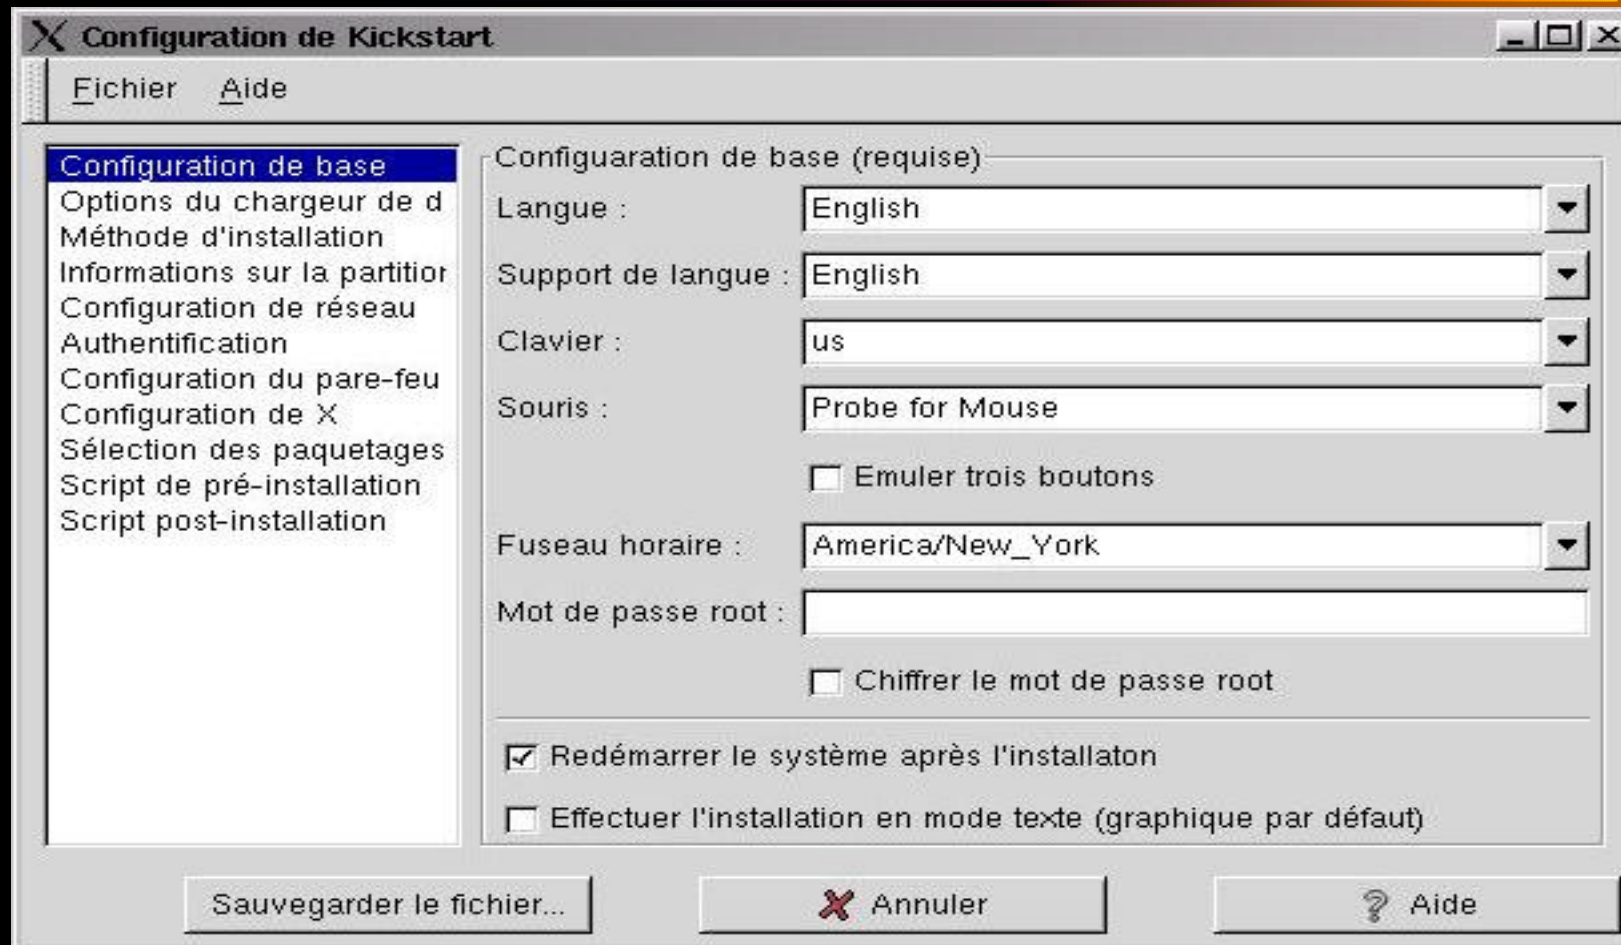 Configuration de Kickstart
Fichier Aide
Configuration de base
Options du chargeur de d
Méthode d'installation
Informations sur la partition
Configuration de réseau
Authentification
Configuration du pare-feu
Configuration de X
Sélection des paquetages
Script de pré-installation
Script post-installation
Configuaration de base (requise)
Langue : English
Support de langue : English
Clavier : us
Souris : Probe for Mouse
Emuler trois boutons
Fuseau horaire : America/New_York
Mot de passe root :
Chiffrer le mot de passe root
Redémarrer le système après l'installaton
Effectuer l'installation en mode texte (graphique par défaut)
Sauvegarder le fichier... Annuler Aide